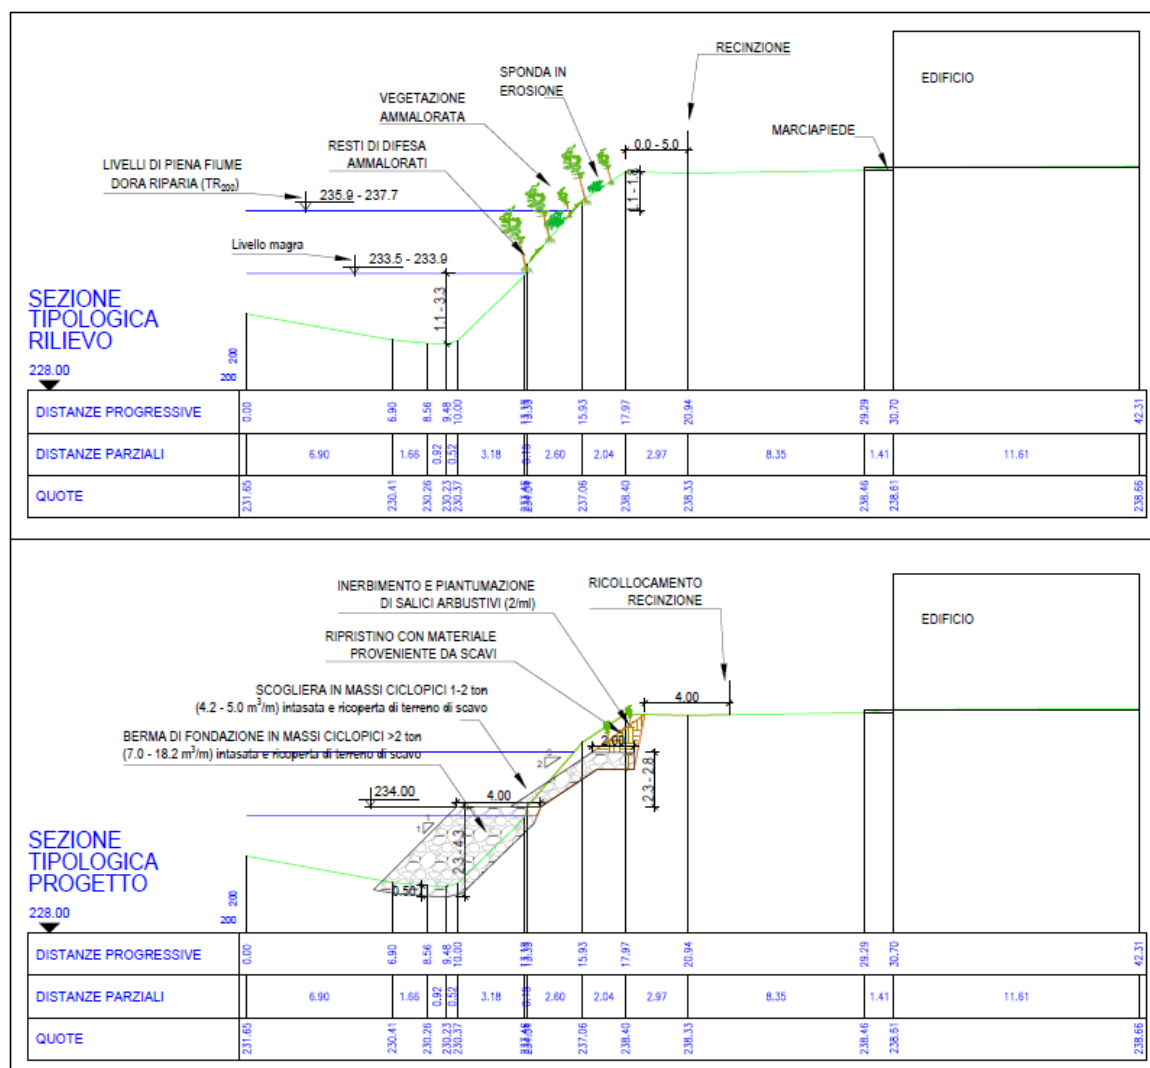 RECINZIONE
EDIFICIO
SPONDA IN
EROSIONE
VEGETAZIONE
AMMALORATA
MARCIAPIEDE
RESTI DI DIFESA
AMMALORATI
0.0 - 5.0
LIVELLI DI PIENA FIUME
DORA RIPARIA (TR200)
235.9 - 237.7
1.1 - 1.8
Livello magra
233.5 - 233.9
1.1 - 3.3
SEZIONE
TIPOLOGICA
RILIEVO
200
200
228.00
DISTANZE PROGRESSIVE 0.00 6.90 8.56 9.48 10.00 13.39 15.93 17.97 20.94 29.29 30.70 42.31
DISTANZE PARZIALI 6.90 1.66 0.92 0.52 3.18 2.60 2.04 2.97 8.35 1.41 11.61
QUOTE 231.65 230.41 230.26 230.23 230.37 237.06 238.40 238.33 238.46 238.61 238.66
INERBIMENTO E PIANTUMAZIONE
DI SALICI ARBUSTIVI (2/ml)
RICOLLOCAMENTO
RECINZIONE
EDIFICIO
RIPRISTINO CON MATERIALE
PROVENIENTE DA SCAVI
SCOGLIERA IN MASSI CICLOPICI 1-2 ton
(4.2 - 5.0 m³/m) intasata e ricoperta di terreno di scavo
4.00
BERMA DI FONDAZIONE IN MASSI CICLOPICI >2 ton
(7.0 - 18.2 m³/m) intasata e ricoperta di terreno di scavo
2.00
2
2.3 - 2.8
234.00
4.00
1
2.3 - 4.3
0.50
SEZIONE
TIPOLOGICA
PROGETTO
200
200
228.00
DISTANZE PROGRESSIVE 0.00 6.90 8.56 9.48 10.00 13.39 15.93 17.97 20.94 29.29 30.70 42.31
DISTANZE PARZIALI 6.90 1.66 0.92 0.52 3.18 2.60 2.04 2.97 8.35 1.41 11.61
QUOTE 231.65 230.41 230.26 230.23 230.37 237.06 238.40 238.33 238.46 238.61 238.66